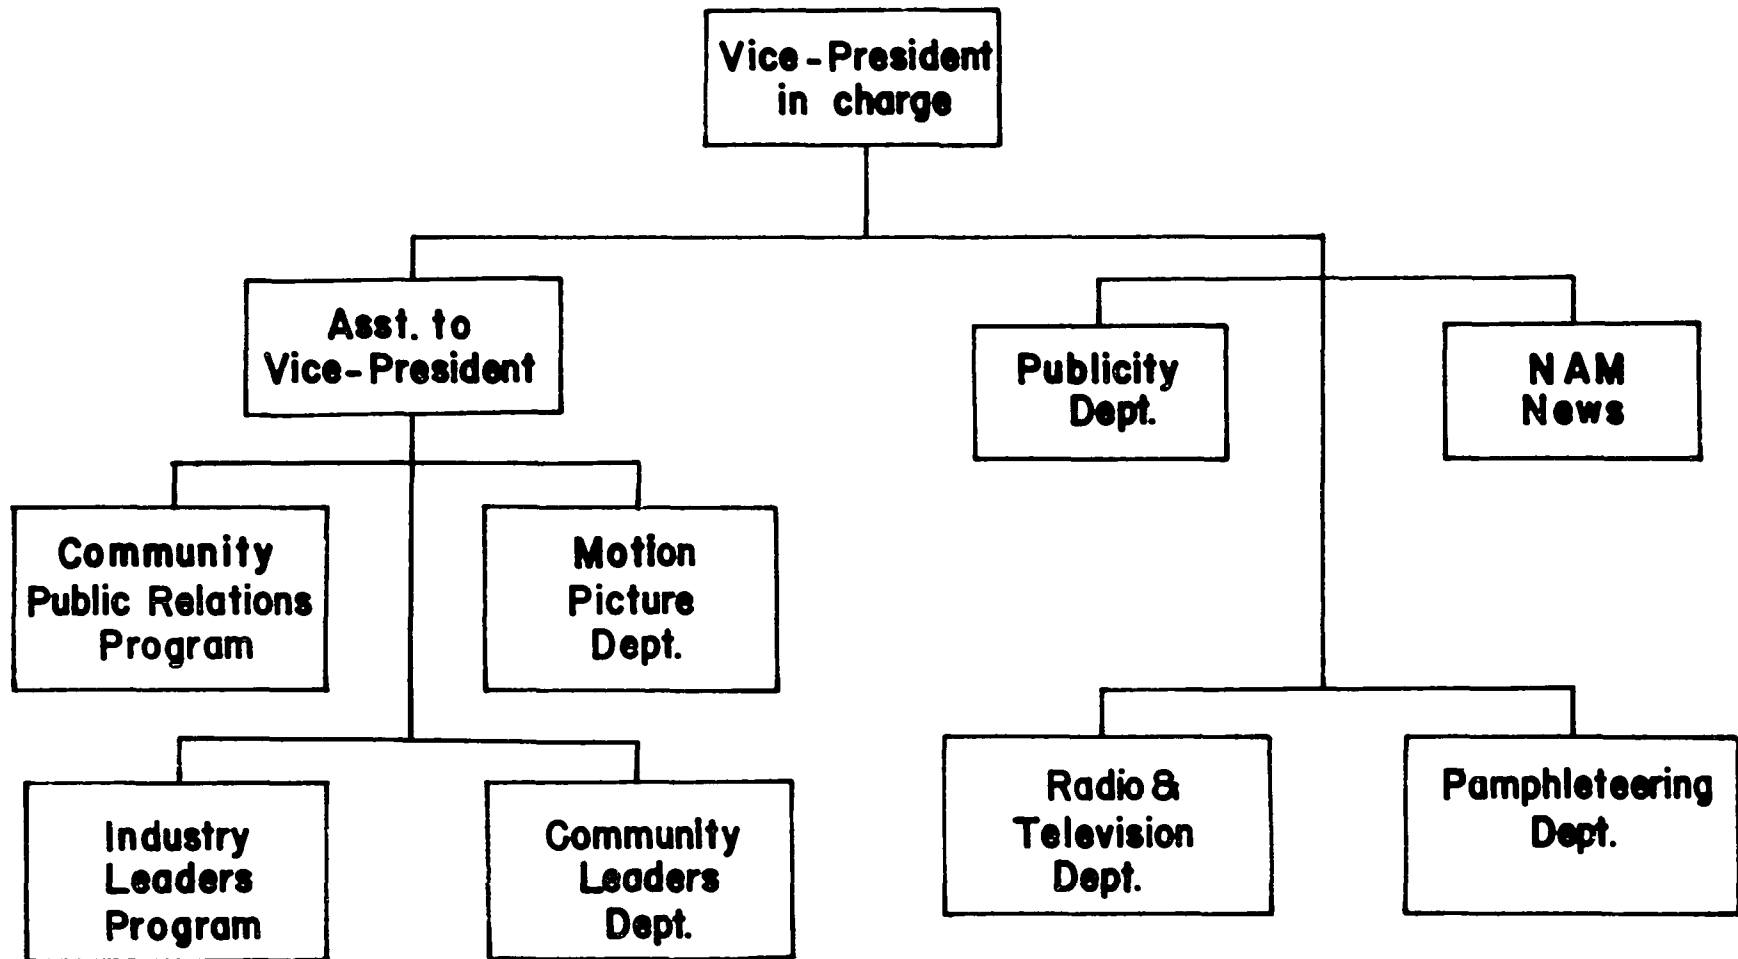 Vice-President
in charge
Asst. to
Vice-President
Publicity
Dept.
NAM
News
Community
Public Relations
Program
Motion
Picture
Dept.
Industry
Leaders
Program
Community
Leaders
Dept.
Radio &
Television
Dept.
Pamphleteering
Dept.